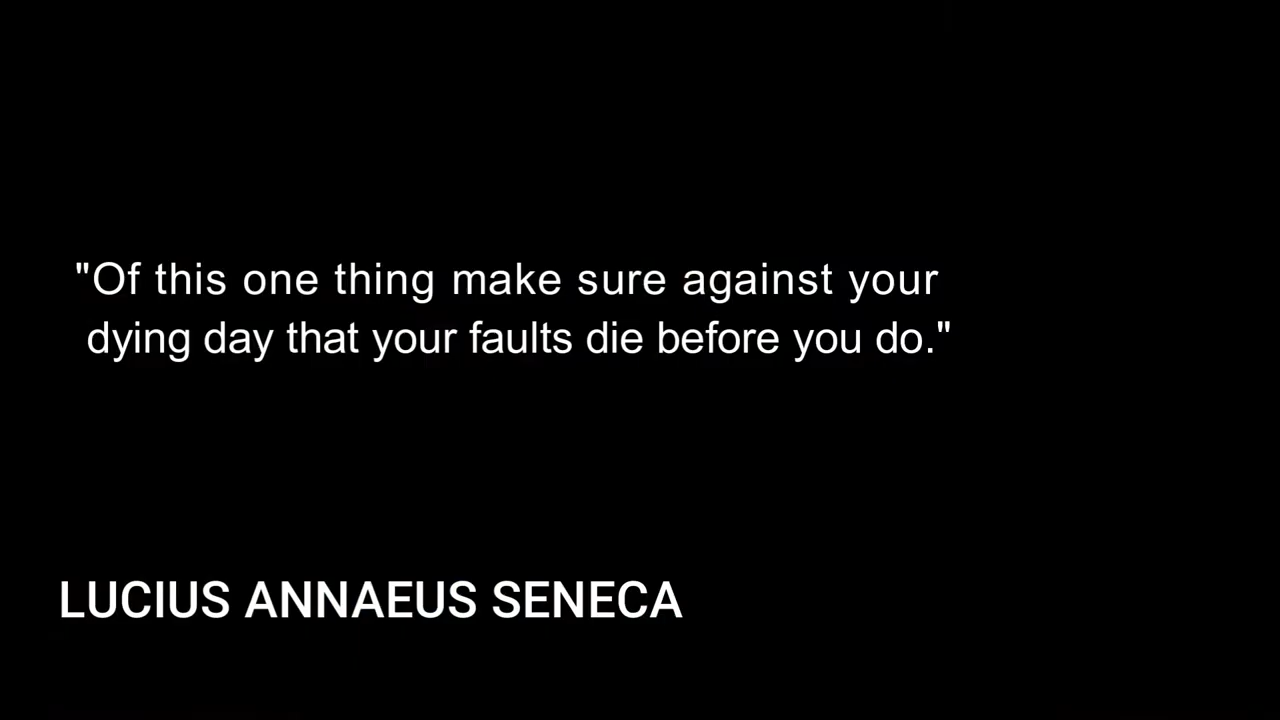 "Of this one thing make sure against your
dying day that your faults die before you do."
LUCIUS ANNAEUS SENECA